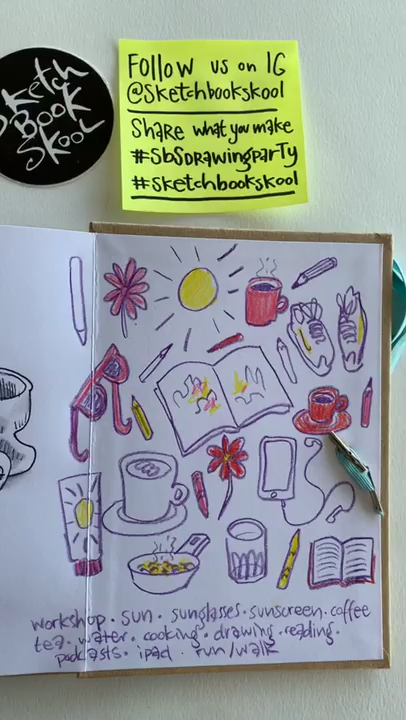 Sketch
Book
Skool
Follow us on IG
@Sketchbookskool
Share what you make
#SbSDrawingParty
#Sketchbookskool
workshop · sun · sunglasses · sunscreen · coffee
tea · water · cooking · drawing · reading ·
podcasts · ipad · run/walk